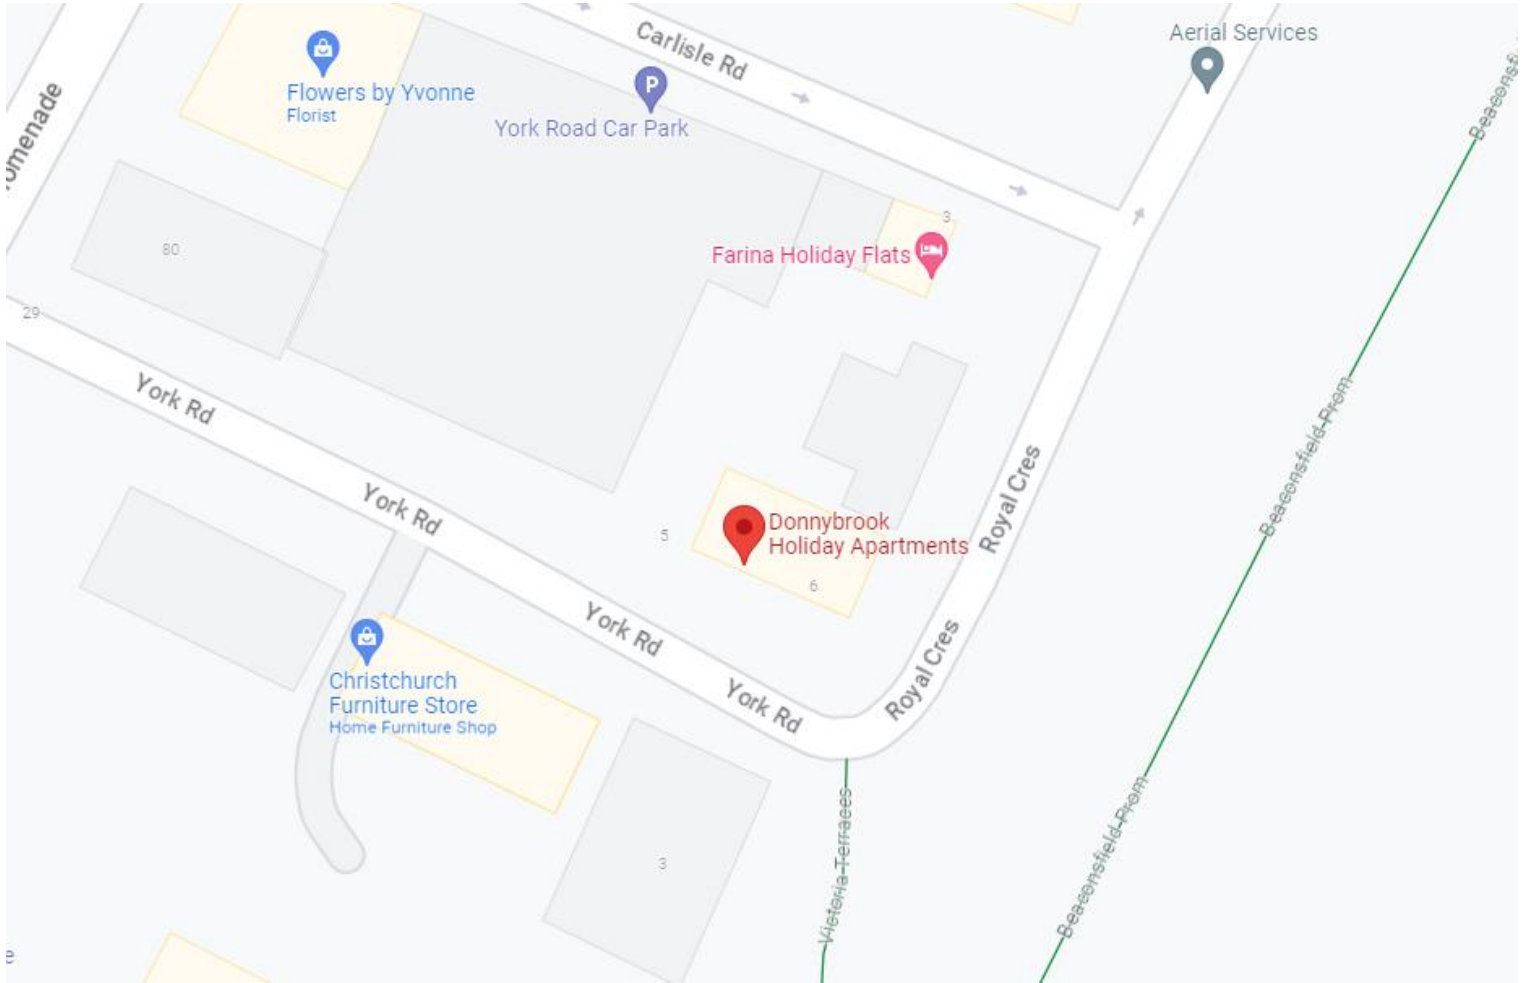 Carlisle Rd
Aerial Services
Flowers by Yvonne
Florist
York Road Car Park
P
80
3
Farina Holiday Flats
29
York Rd
York Rd
5
Donnybrook
Holiday Apartments
6
Royal Cres
Beaconsfield Prom
York Rd
York Rd
Royal Cres
Christchurch
Furniture Store
Home Furniture Shop
3
Victoria Terraces
Beaconsfield Prom